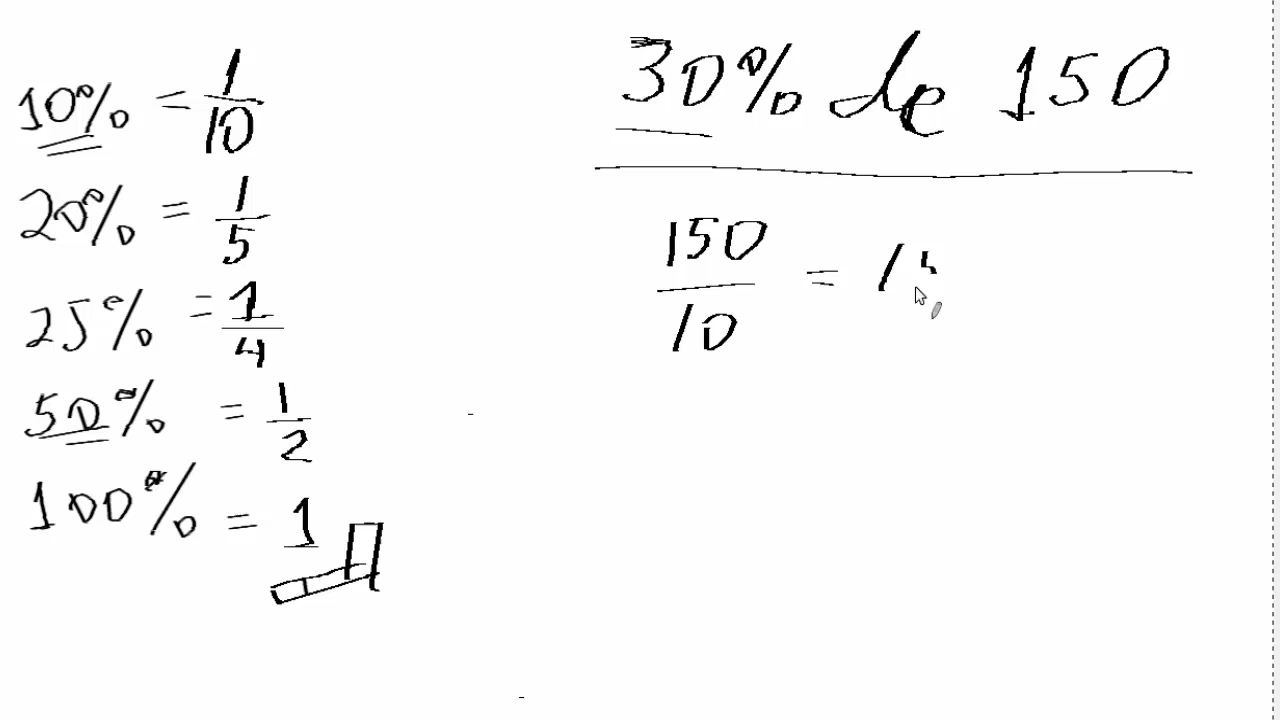 10% = 1/10
20% = 1/5
25% = 1/4
50% = 1/2
100% = 1
30% de 150
150/10 = 1